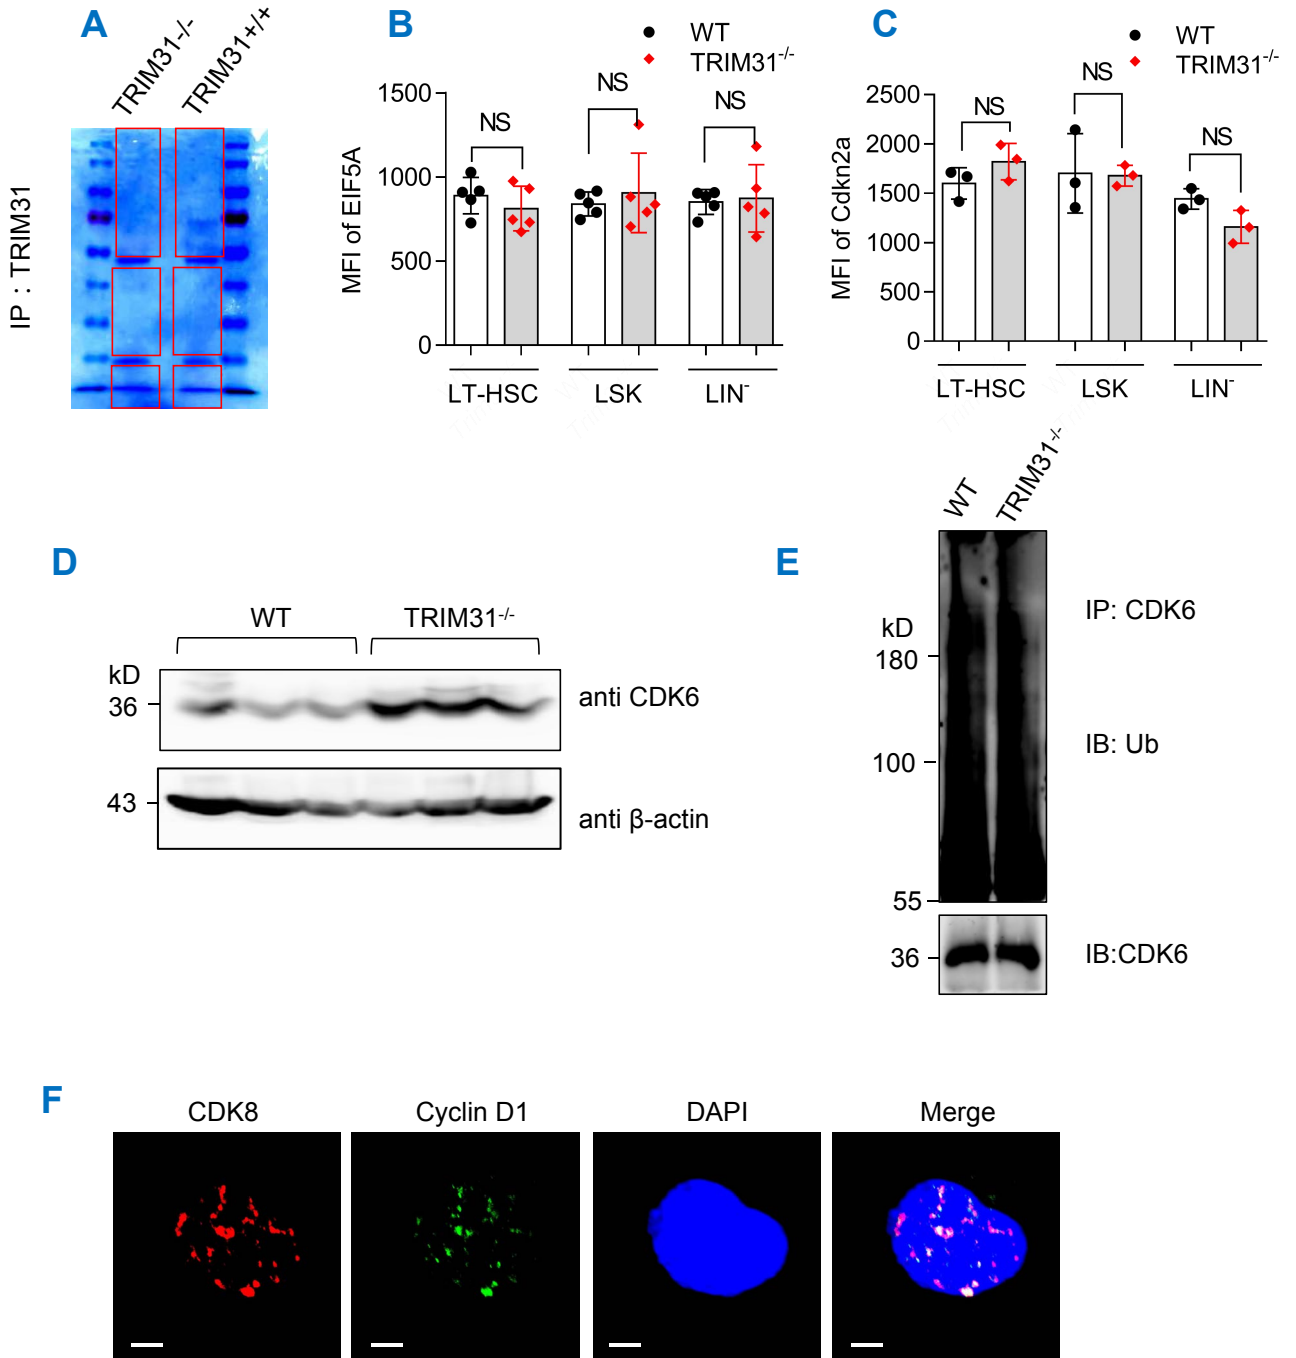 A
TRIM31-/-
TRIM31+/+
IP : TRIM31
B
WT
TRIM31-/-
MFI of EIF5A
1500
1000
500
0
NS
NS
NS
LT-HSC
LSK
LIN-
C
WT
TRIM31-/-
MFI of Cdkn2a
2500
2000
1500
1000
500
0
NS
NS
NS
LT-HSC
LSK
LIN-
D
WT
TRIM31-/-
kD
36
anti CDK6
43
anti β-actin
E
WT
TRIM31-/-
kD
180
100
55
36
IP: CDK6
IB: Ub
IB:CDK6
F
CDK8
Cyclin D1
DAPI
Merge